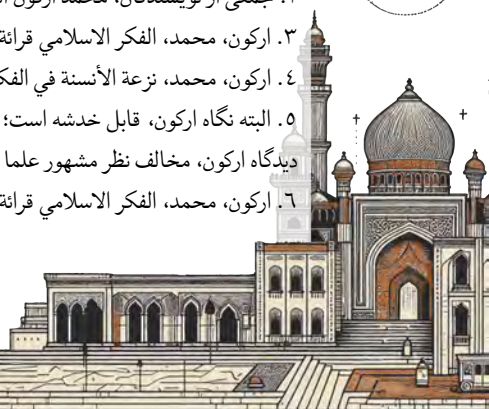 ۳. ارکون، محمد، الفکر الاسلامي قرائة
٤. ارکون، محمد، نزعة الأنسنة في الفک
٥. البته نگاه ارکون، قابل خدشه است؛
دیدگاه ارکون، مخالف نظر مشهور علما
٦. ارکون، محمد، الفکر الاسلامي قرائة